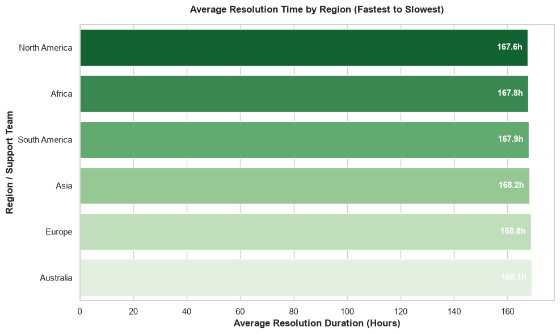 Average Resolution Time by Region (Fastest to Slowest)
Region / Support Team
North America 167.6h
Africa 167.8h
South America 167.9h
Asia 168.2h
Europe 168.8h
Australia 169.1h
0 20 40 60 80 100 120 140 160
Average Resolution Duration (Hours)